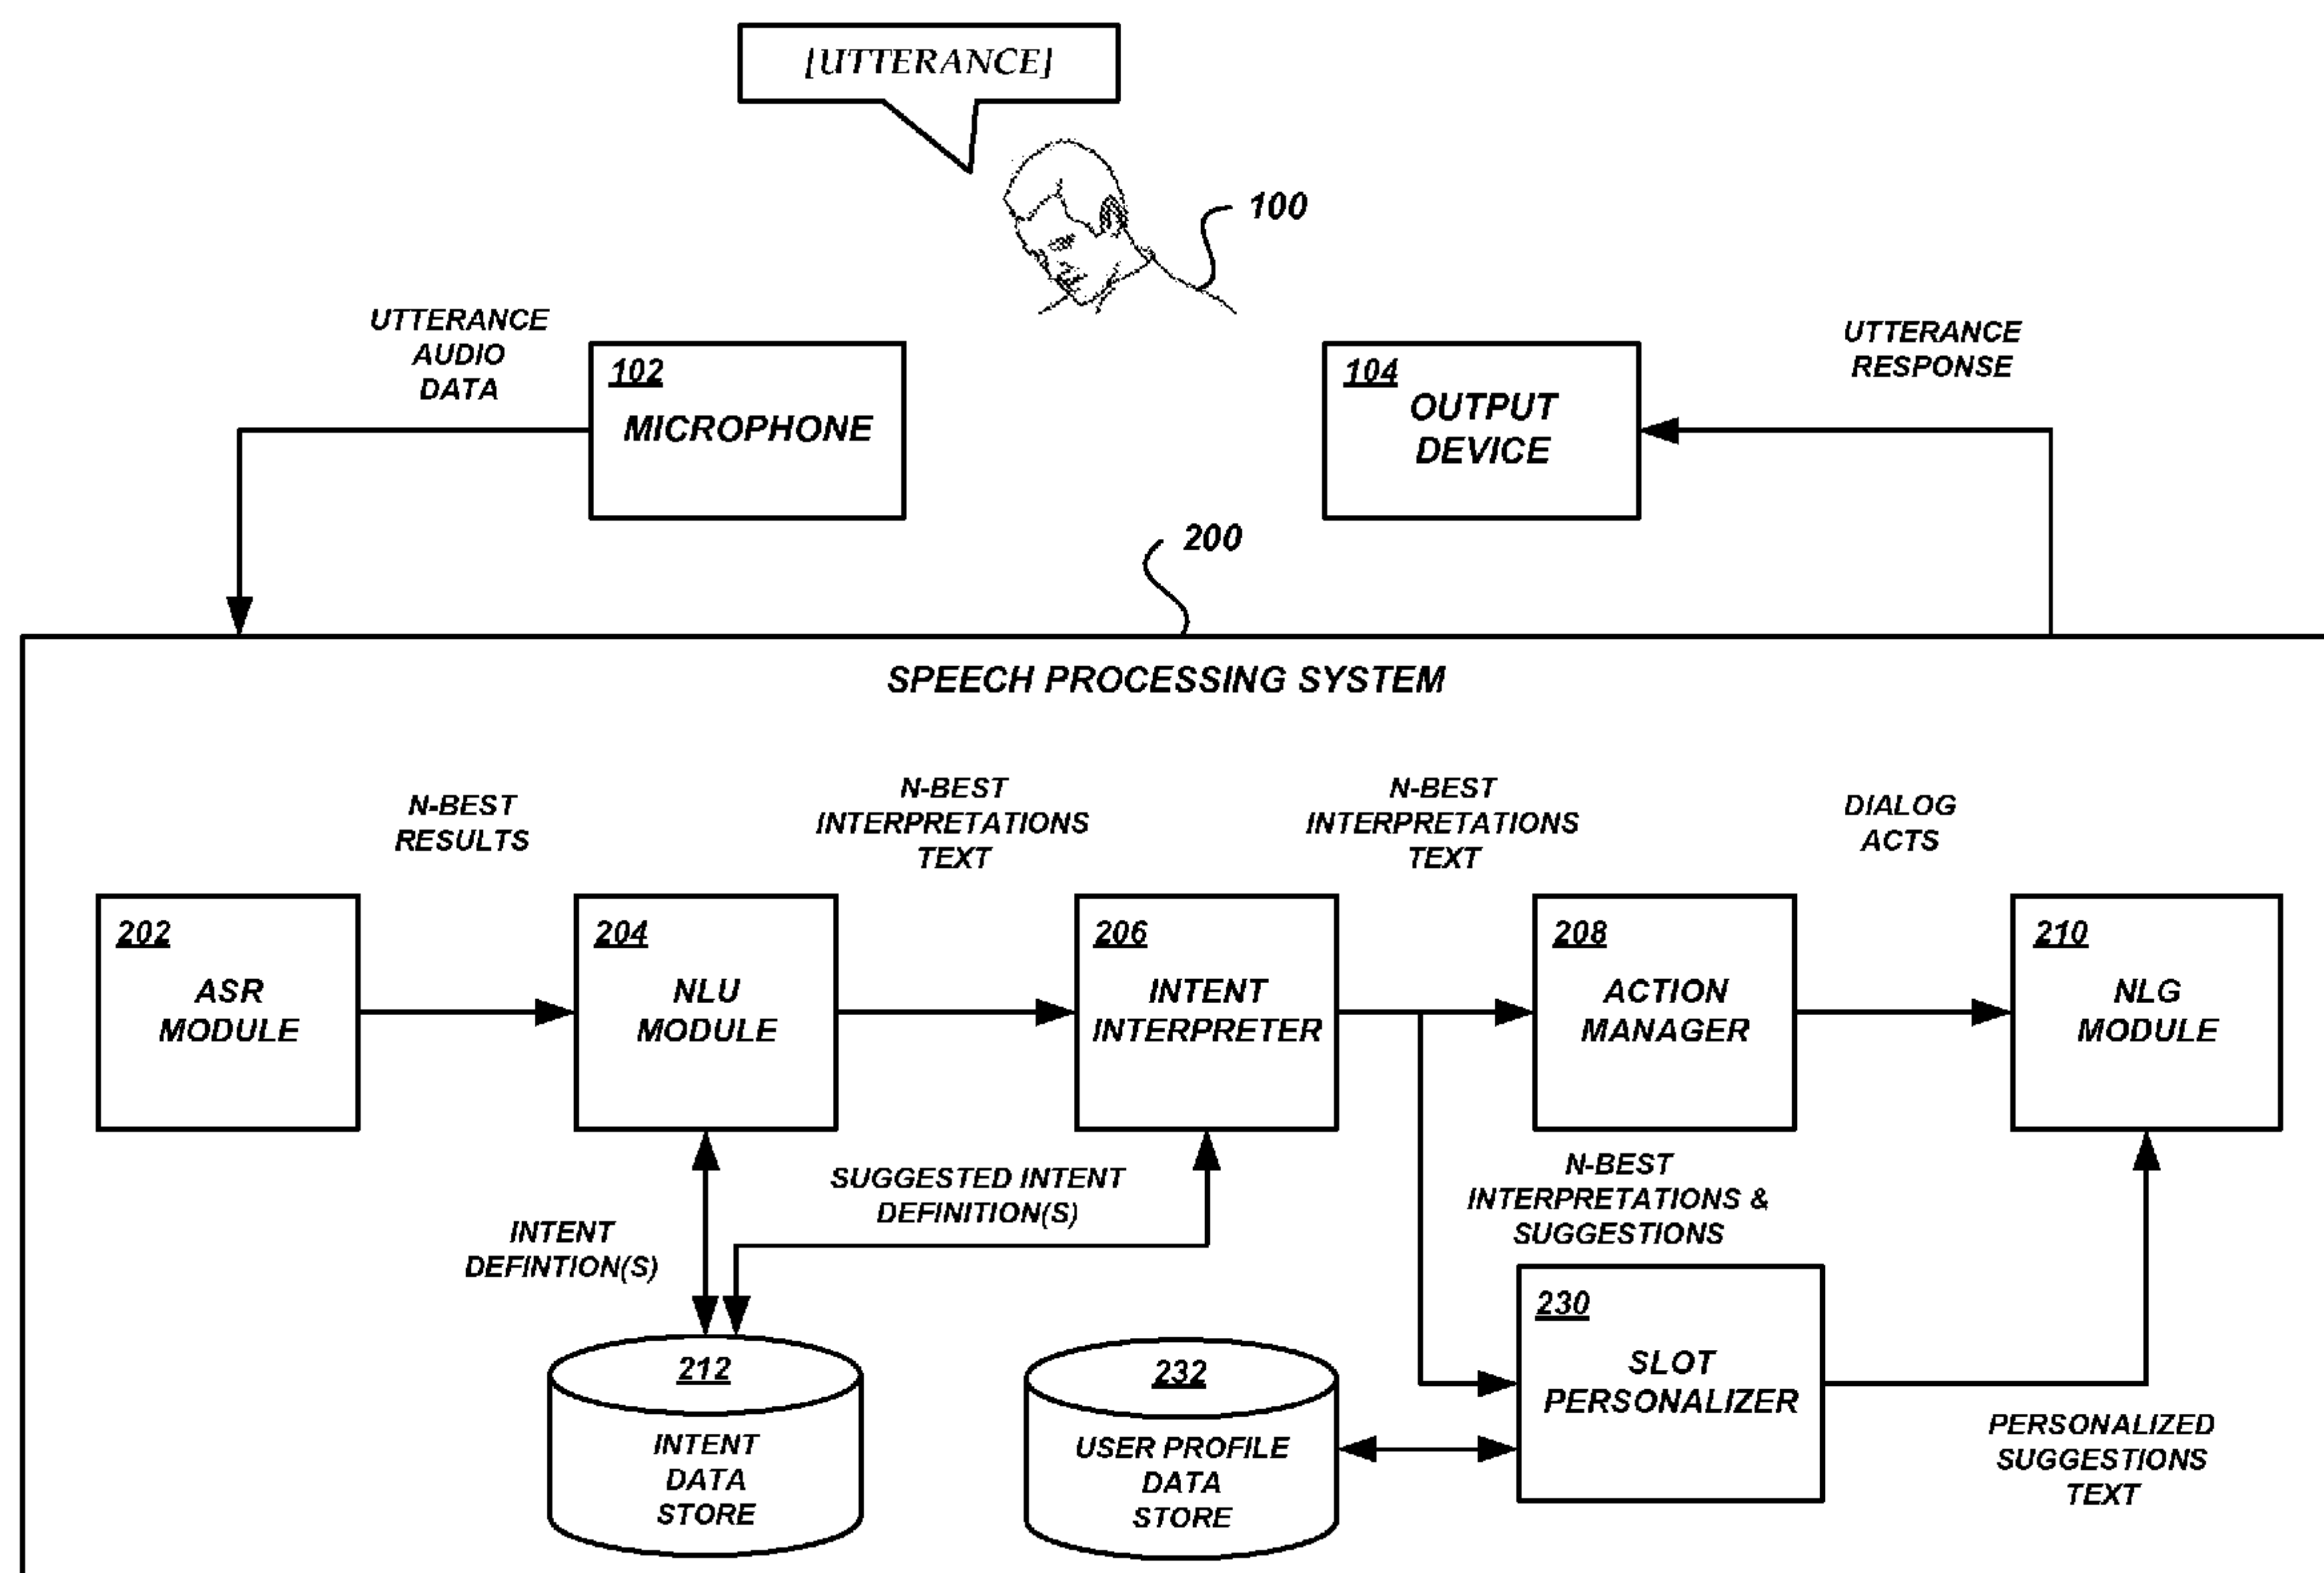 [UTTERANCE]
100
UTTERANCE
AUDIO
DATA
102
MICROPHONE
104
OUTPUT
DEVICE
UTTERANCE
RESPONSE
200
SPEECH PROCESSING SYSTEM
N-BEST
RESULTS
N-BEST
INTERPRETATIONS
TEXT
N-BEST
INTERPRETATIONS
TEXT
DIALOG
ACTS
202
ASR
MODULE
204
NLU
MODULE
206
INTENT
INTERPRETER
208
ACTION
MANAGER
210
NLG
MODULE
INTENT
DEFINTION(S)
SUGGESTED INTENT
DEFINITION(S)
N-BEST
INTERPRETATIONS &
SUGGESTIONS
212
INTENT
DATA
STORE
232
USER PROFILE
DATA
STORE
230
SLOT
PERSONALIZER
PERSONALIZED
SUGGESTIONS
TEXT